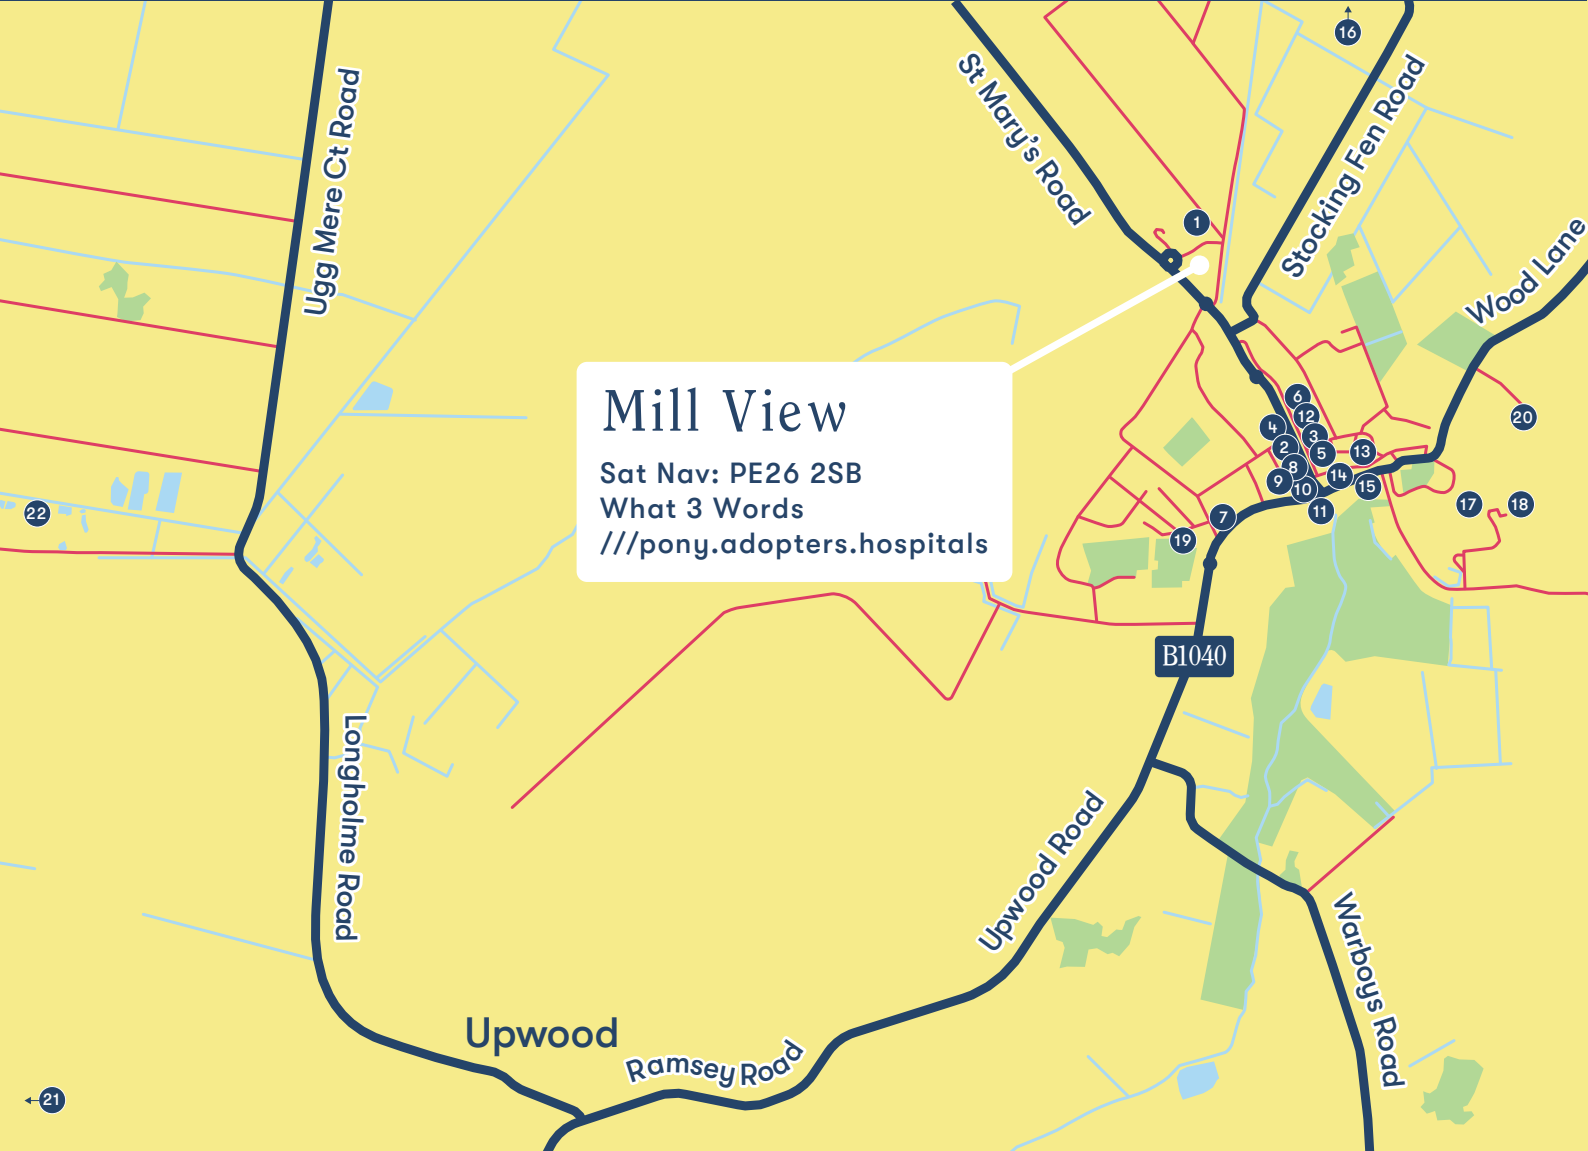 16
St Mary's Road
Stocking Fen Road
Ugg Mere Ct Road
1
Wood Lane
Mill View
Sat Nav: PE26 2SB
What 3 Words
///pony.adopters.hospitals
6
12
20
4
3
2
5
13
8
14
9
10
15
22
11
17
18
7
19
B1040
Longholme Road
Upwood Road
Warboys Road
Upwood
Ramsey Road
21